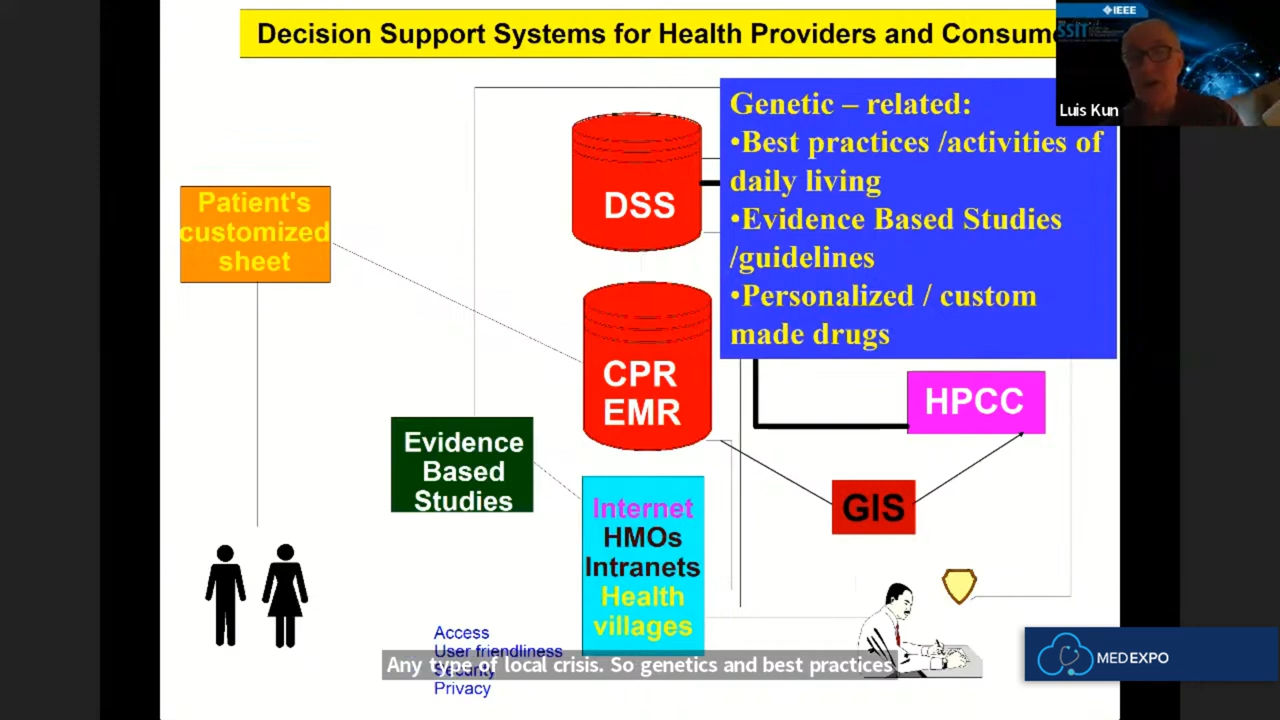 Decision Support Systems for Health Providers and Consume
IEEE
SSIT
Luis Kun
Genetic – related:
•Best practices /activities of
daily living
•Evidence Based Studies
/guidelines
•Personalized / custom
made drugs
DSS
Patient's
customized
sheet
CPR
EMR
HPCC
Evidence
Based
Studies
GIS
Internet
HMOs
Intranets
Health
villages
Access
User friendliness
Security
Privacy
Any type of local crisis. So genetics and best practices
MEDEXPO